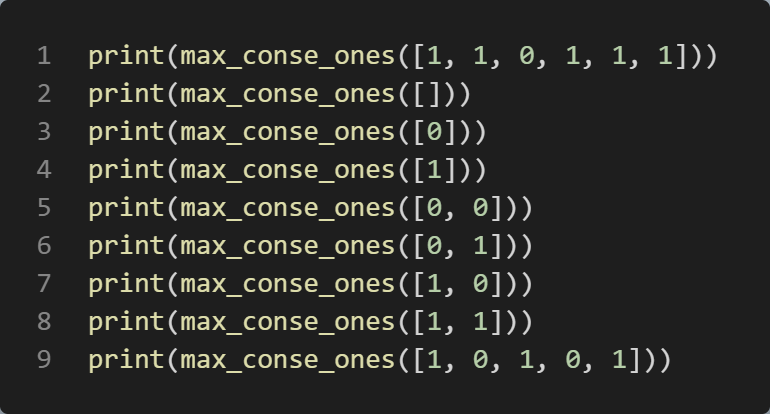 1 print(max_conse_ones([1, 1, 0, 1, 1, 1]))
2 print(max_conse_ones([]))
3 print(max_conse_ones([0]))
4 print(max_conse_ones([1]))
5 print(max_conse_ones([0, 0]))
6 print(max_conse_ones([0, 1]))
7 print(max_conse_ones([1, 0]))
8 print(max_conse_ones([1, 1]))
9 print(max_conse_ones([1, 0, 1, 0, 1]))